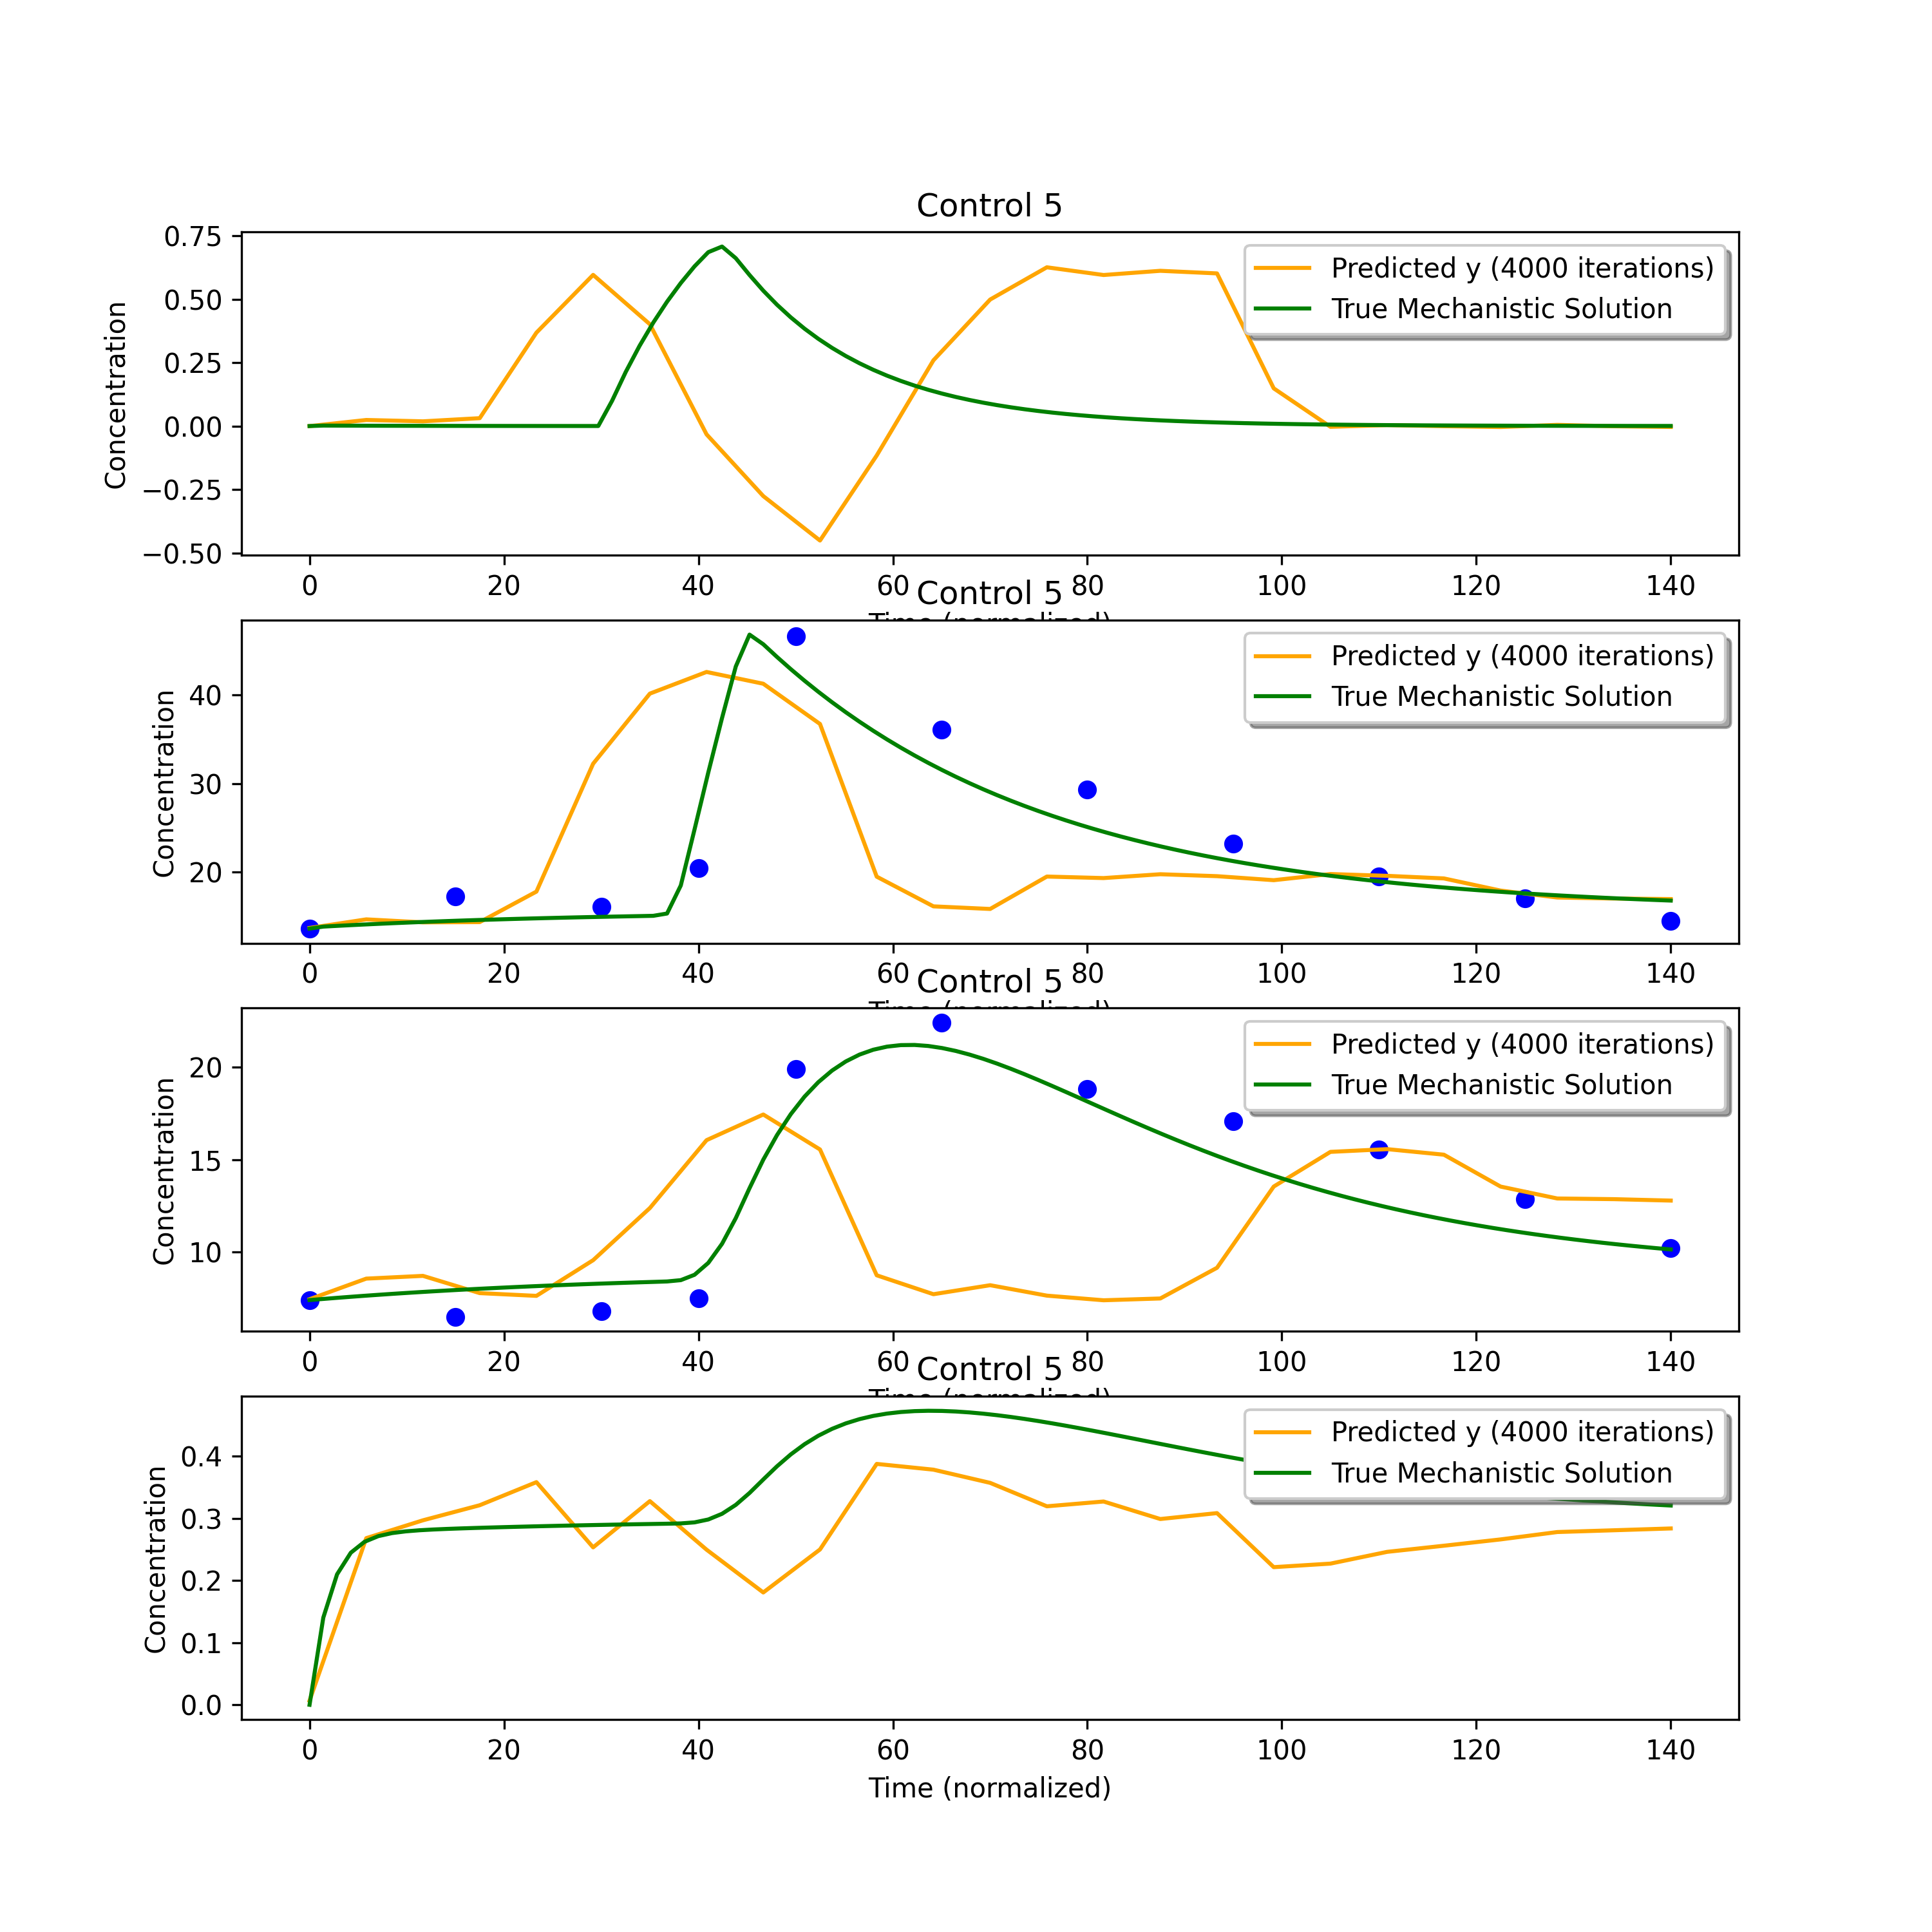 Control 5
Concentration
0.75
0.50
0.25
0.00
−0.25
−0.50
Predicted y (4000 iterations)
True Mechanistic Solution
0 20 40 60 80 100 120 140
Control 5
Concentration
40
30
20
Predicted y (4000 iterations)
True Mechanistic Solution
0 20 40 60 80 100 120 140
Control 5
Concentration
20
15
10
Predicted y (4000 iterations)
True Mechanistic Solution
0 20 40 60 80 100 120 140
Control 5
Concentration
0.4
0.3
0.2
0.1
0.0
Predicted y (4000 iterations)
True Mechanistic Solution
0 20 40 60 80 100 120 140
Time (normalized)